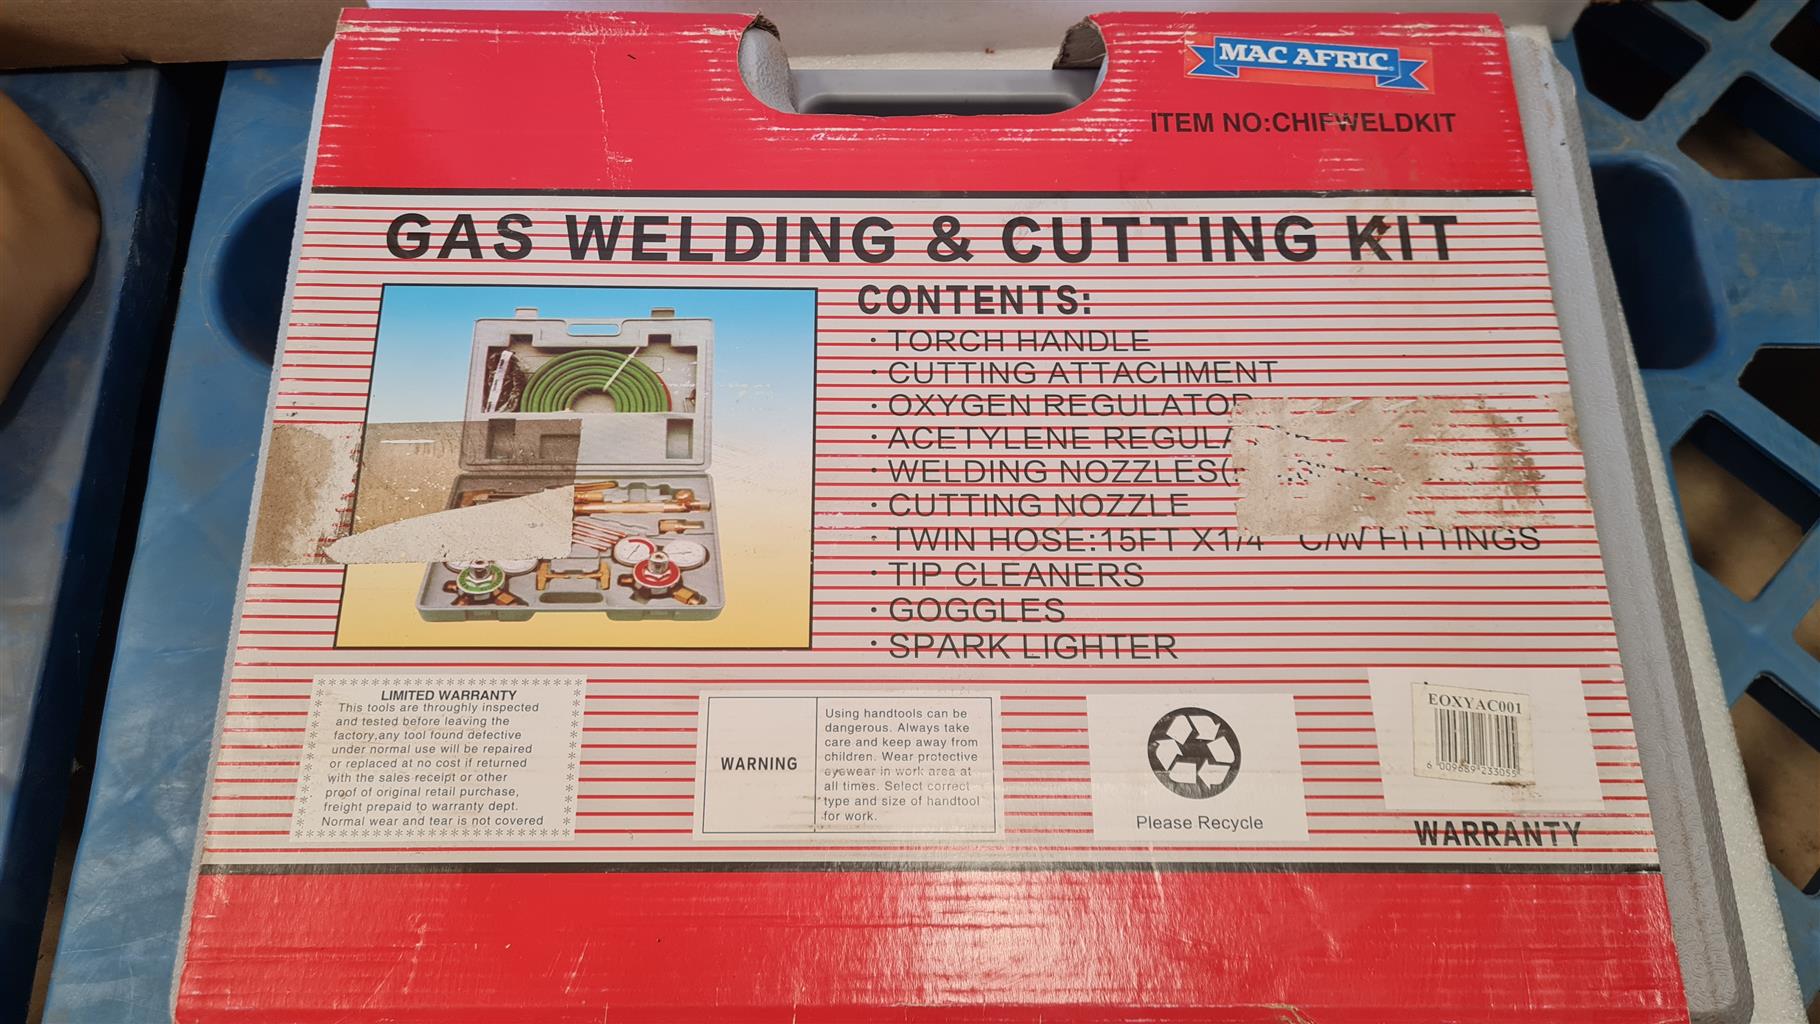 MAC AFRIC
ITEM NO:CHIFWELDKIT
GAS WELDING & CUTTING KIT
CONTENTS:
· TORCH HANDLE
· CUTTING ATTACHMENT
· OXYGEN REGULATOR
· ACETYLENE
· WELDING NOZZLES
· CUTTING NOZZLE
· TWIN HOSE:15FT X1/4" C/W FITTINGS
· TIP CLEANERS
· GOGGLES
· SPARK LIGHTER
LIMITED WARRANTY
This tools are throughly inspected
and tested before leaving the
factory,any tool found defective
under normal use will be repaired
or replaced at no cost if returned
with the sales receipt or other
proof of original retail purchase,
freight prepaid to warranty dept.
Normal wear and tear is not covered
WARNING
Using handtools can be
dangerous. Always take
care and keep away from
children. Wear protective
eyewear in work area at
all times. Select correct
type and size of handtool
for work.
Please Recycle
EOXYAC001
6 009689 233055
WARRANTY